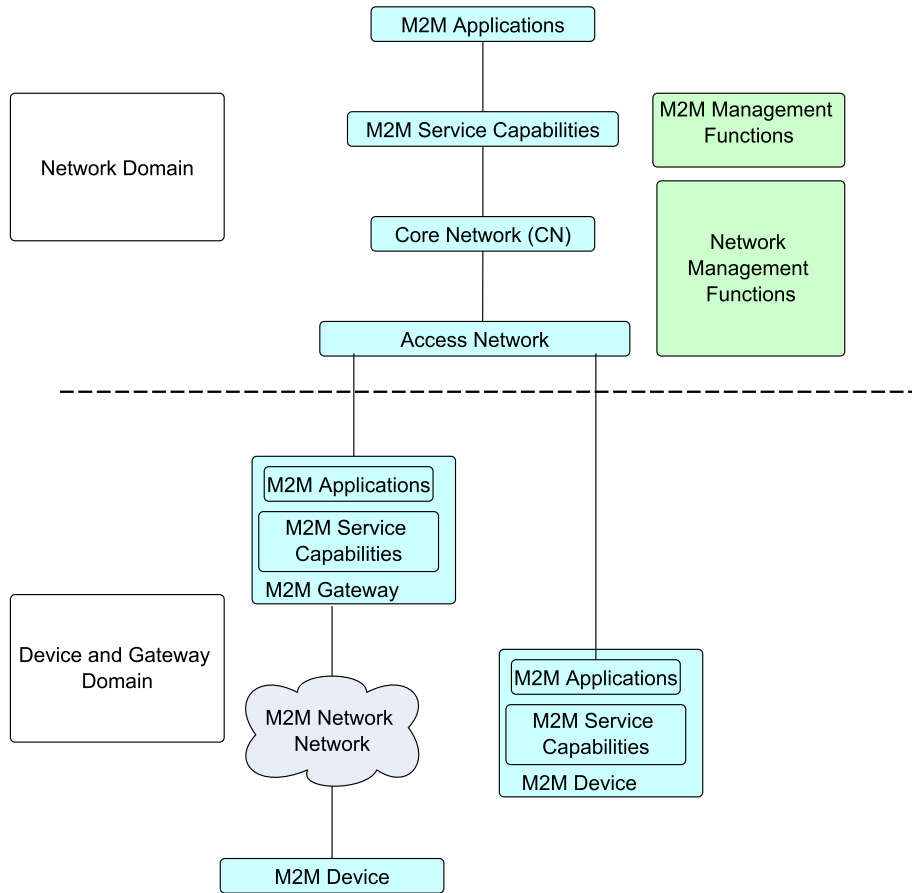 M2M Applications
M2M Service Capabilities
M2M Management
Functions
Network Domain
Core Network (CN)
Network
Management
Functions
Access Network
M2M Applications
M2M Service
Capabilities
M2M Gateway
Device and Gateway
Domain
M2M Applications
M2M Service
Capabilities
M2M Device
M2M Network
Network
M2M Device